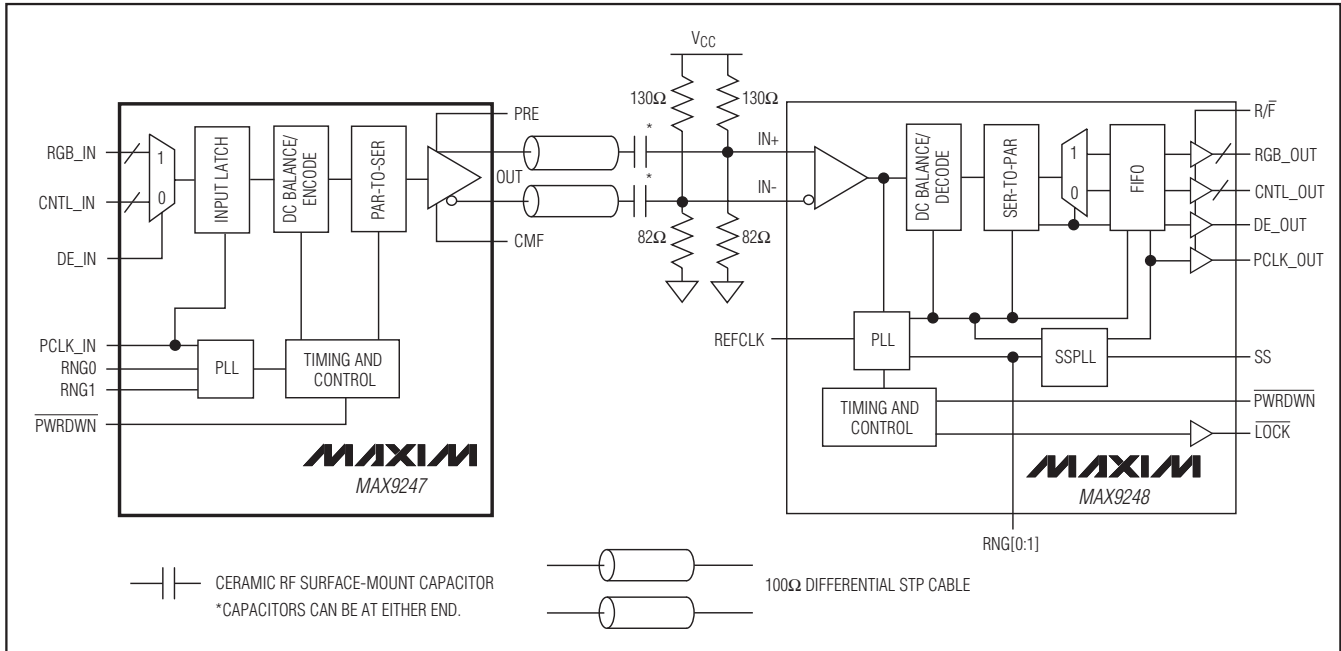 VCC
130Ω
130Ω
PRE
RGB_IN
CNTL_IN
DE_IN
PCLK_IN
RNG0
RNG1
PWRDWN
1
0
INPUT LATCH
DC BALANCE/
ENCODE
PAR-TO-SER
OUT
CMF
PLL
TIMING AND
CONTROL
MAXIM
MAX9247
*
*
82Ω
82Ω
IN+
IN-
REFCLK
DC BALANCE/
DECODE
SER-TO-PAR
1
0
FIFO
PLL
SSPLL
TIMING AND
CONTROL
R/F
RGB_OUT
CNTL_OUT
DE_OUT
PCLK_OUT
SS
PWRDWN
LOCK
MAXIM
MAX9248
RNG[0:1]
CERAMIC RF SURFACE-MOUNT CAPACITOR
*CAPACITORS CAN BE AT EITHER END.
100Ω DIFFERENTIAL STP CABLE